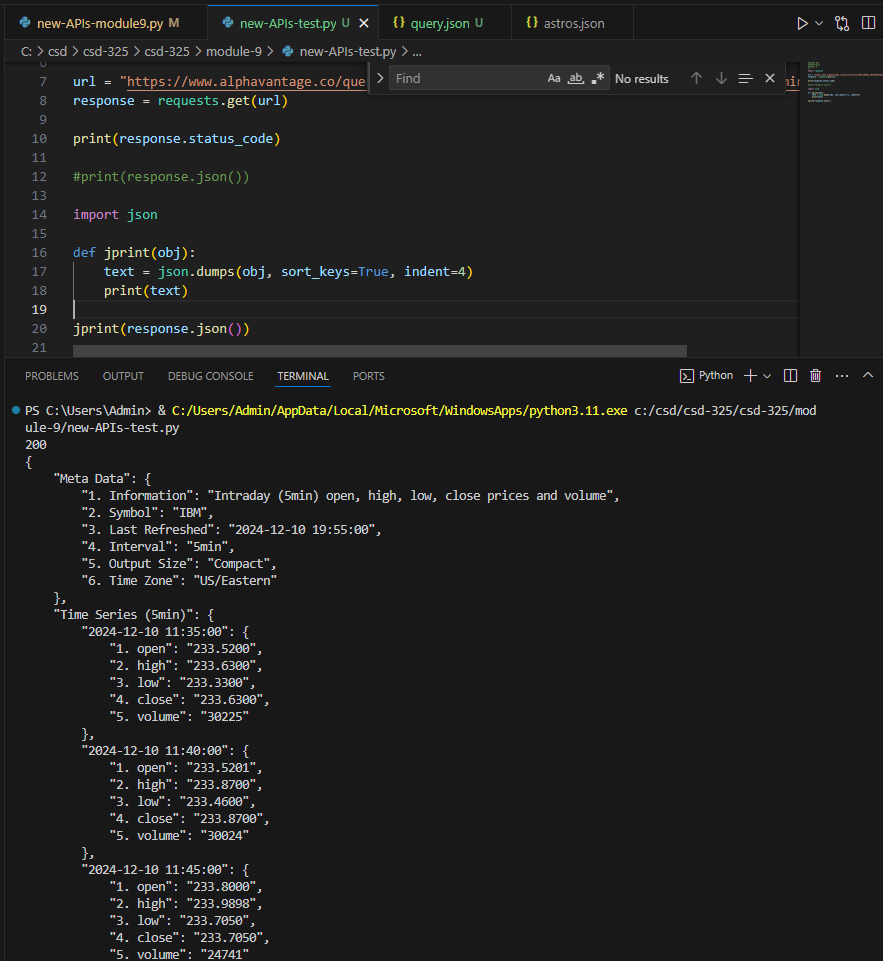 new-APIs-module9.py M
new-APIs-test.py U
query.json U
astros.json
C: > csd > csd-325 > csd-325 > module-9 > new-APIs-test.py > ...
Find
Aa ab .* No results
7 url = "https://www.alphavantage.co/que
8 response = requests.get(url)
9
10 print(response.status_code)
11
12 #print(response.json())
13
14 import json
15
16 def jprint(obj):
17 text = json.dumps(obj, sort_keys=True, indent=4)
18 print(text)
19
20 jprint(response.json())
21
PROBLEMS OUTPUT DEBUG CONSOLE TERMINAL PORTS
Python
PS C:\Users\Admin> & C:/Users/Admin/AppData/Local/Microsoft/WindowsApps/python3.11.exe c:/csd/csd-325/csd-325/mod
ule-9/new-APIs-test.py
200
{
"Meta Data": {
"1. Information": "Intraday (5min) open, high, low, close prices and volume",
"2. Symbol": "IBM",
"3. Last Refreshed": "2024-12-10 19:55:00",
"4. Interval": "5min",
"5. Output Size": "Compact",
"6. Time Zone": "US/Eastern"
},
"Time Series (5min)": {
"2024-12-10 11:35:00": {
"1. open": "233.5200",
"2. high": "233.6300",
"3. low": "233.3300",
"4. close": "233.6300",
"5. volume": "30225"
},
"2024-12-10 11:40:00": {
"1. open": "233.5201",
"2. high": "233.8700",
"3. low": "233.4600",
"4. close": "233.8700",
"5. volume": "30024"
},
"2024-12-10 11:45:00": {
"1. open": "233.8000",
"2. high": "233.9898",
"3. low": "233.7050",
"4. close": "233.7050",
"5. volume": "24741"